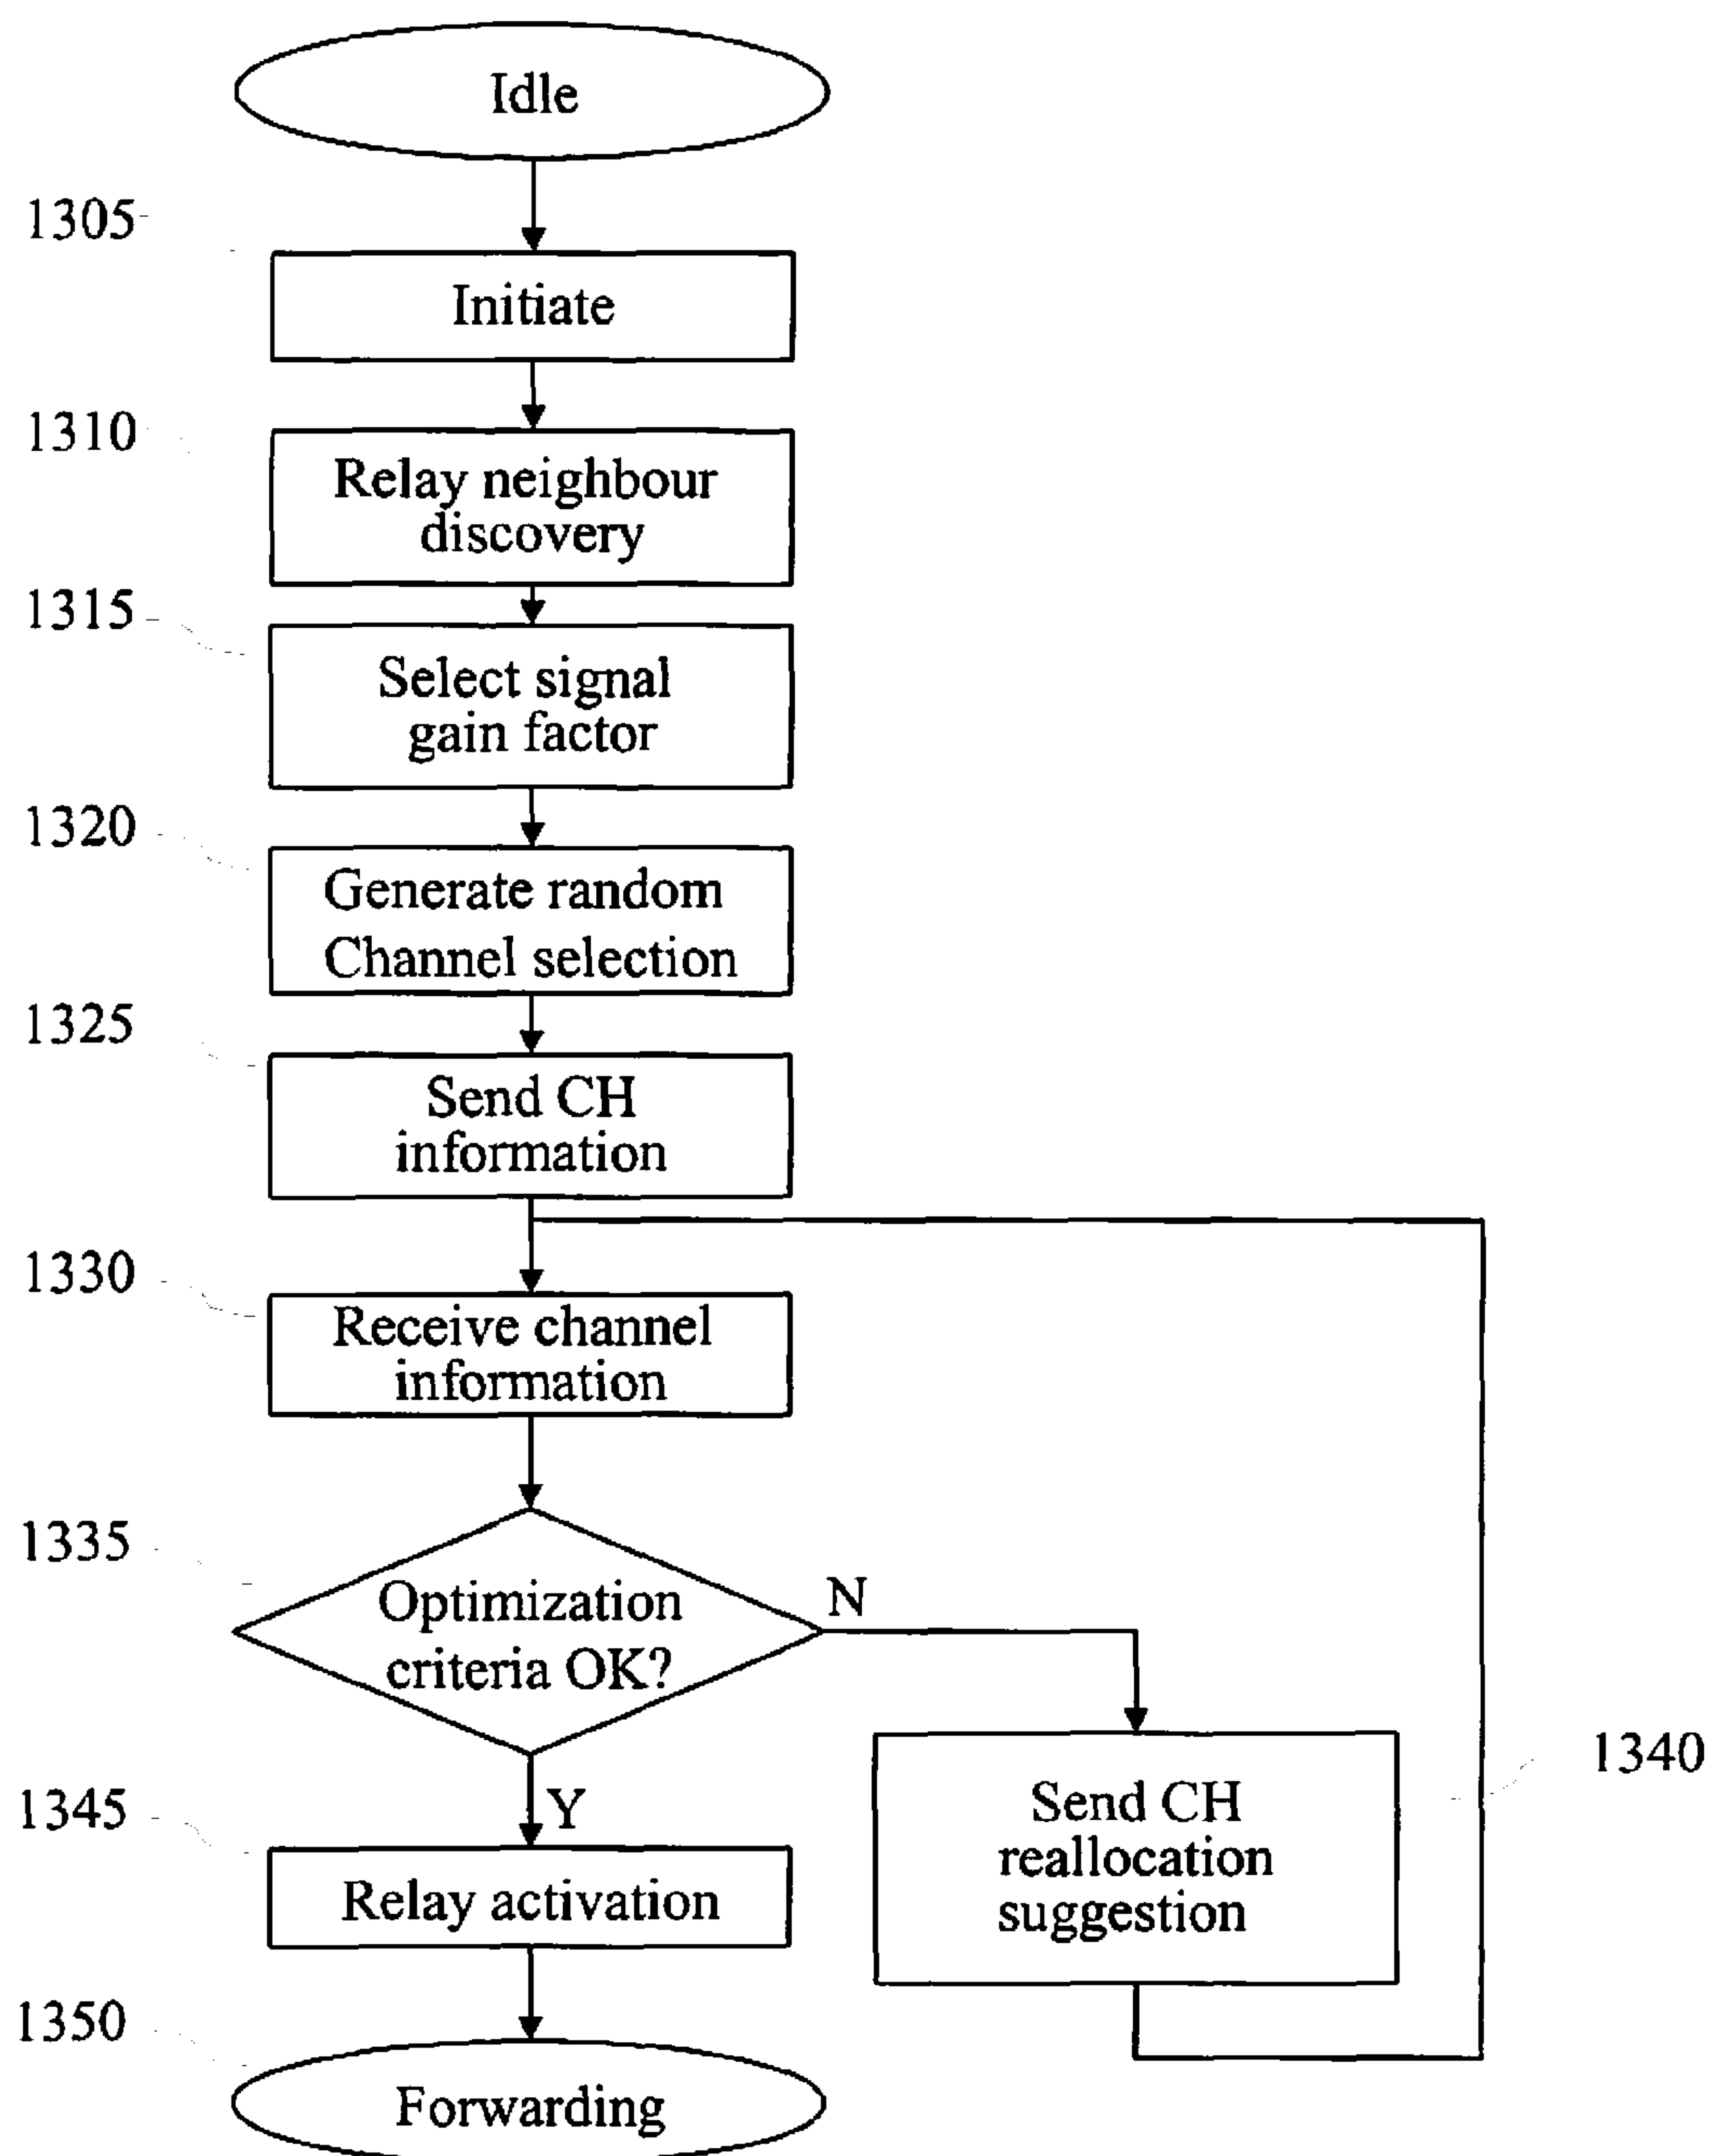 Idle
1305
Initiate
1310
Relay neighbour
discovery
1315
Select signal
gain factor
1320
Generate random
Channel selection
1325
Send CH
information
1330
Receive channel
information
1335
Optimization
criteria OK?
N
1340
Send CH
reallocation
suggestion
Y
1345
Relay activation
1350
Forwarding